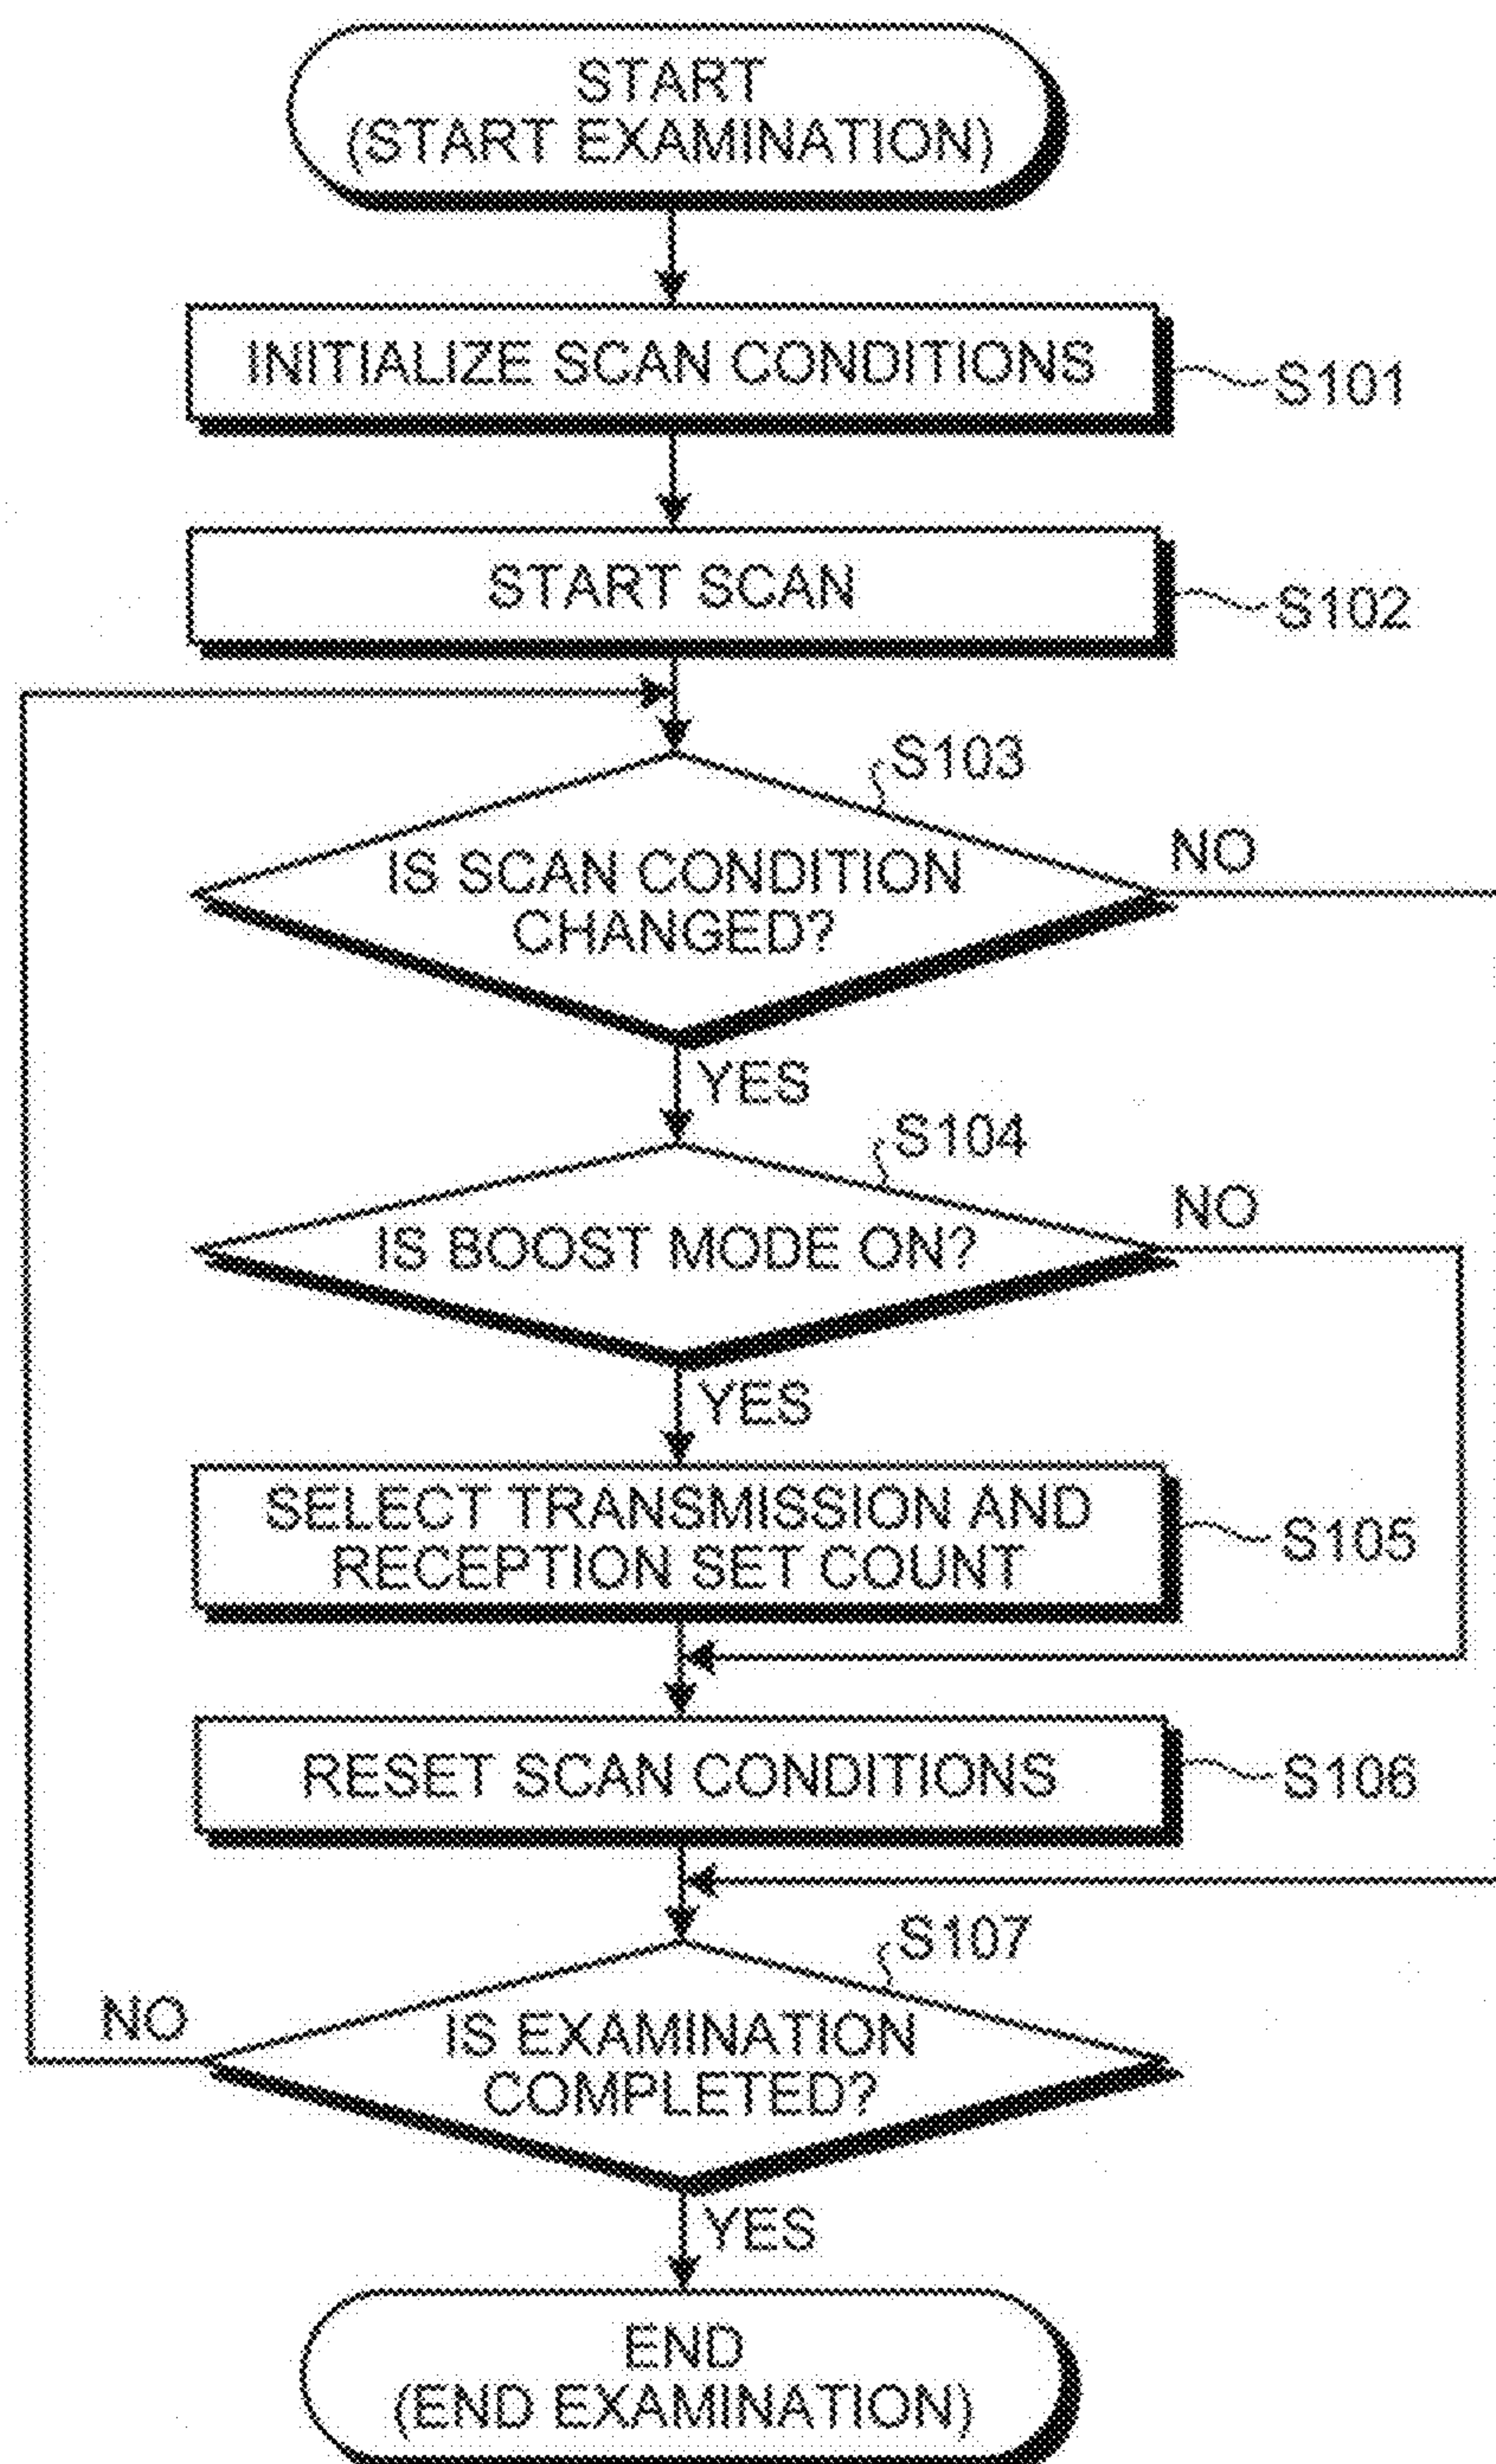 START
(START EXAMINATION)
INITIALIZE SCAN CONDITIONS
S101
START SCAN
S102
S103
IS SCAN CONDITION
CHANGED?
NO
YES
S104
IS BOOST MODE ON?
NO
YES
SELECT TRANSMISSION AND
RECEPTION SET COUNT
S105
RESET SCAN CONDITIONS
S106
S107
IS EXAMINATION
COMPLETED?
NO
YES
END
(END EXAMINATION)